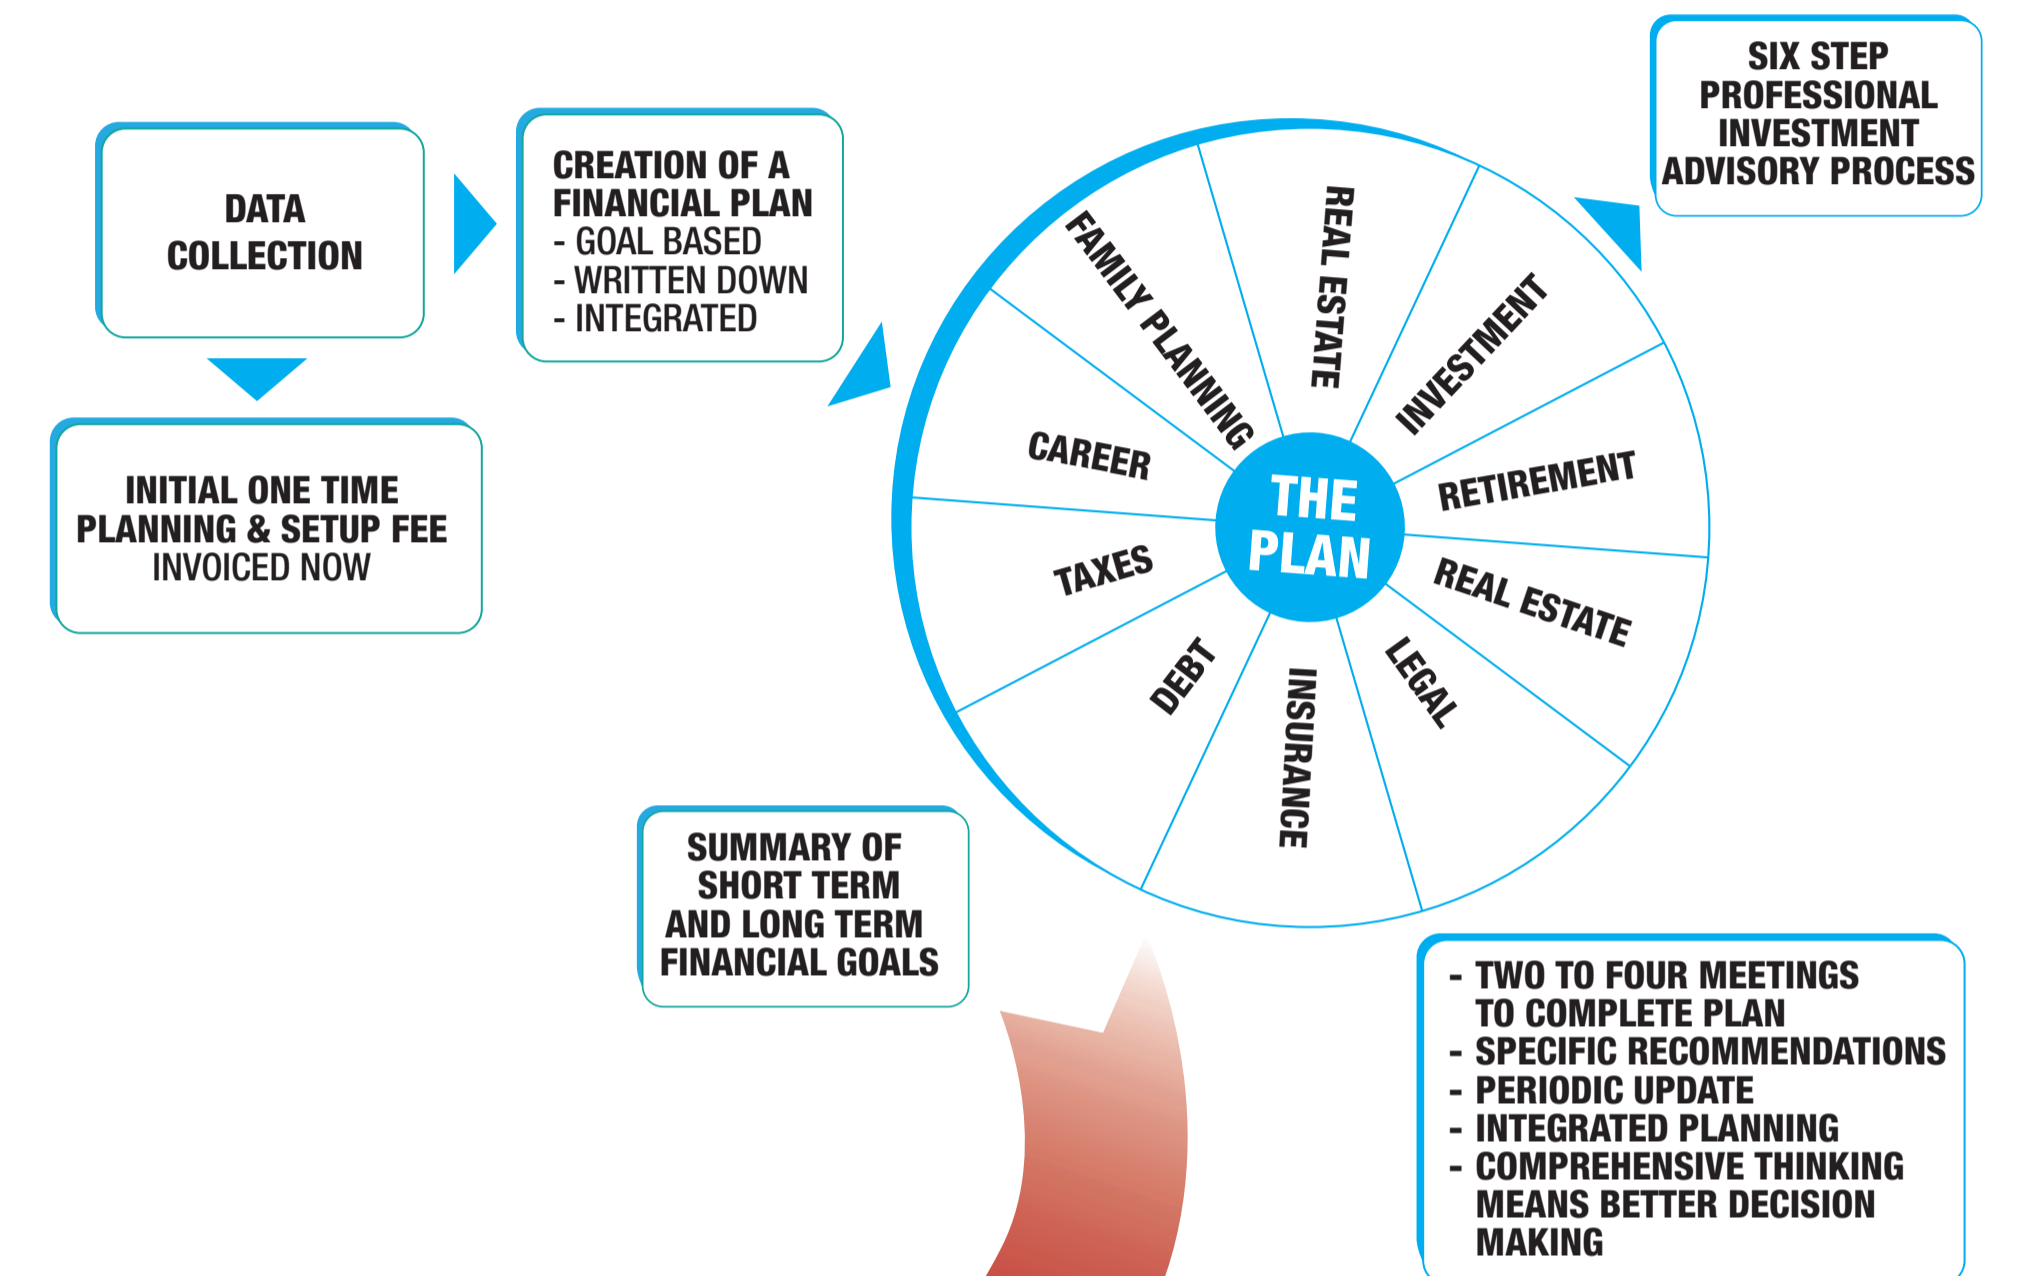 DATA
COLLECTION
CREATION OF A
FINANCIAL PLAN
- GOAL BASED
- WRITTEN DOWN
- INTEGRATED
INITIAL ONE TIME
PLANNING & SETUP FEE
INVOICED NOW
SIX STEP
PROFESSIONAL
INVESTMENT
ADVISORY PROCESS
THE
PLAN
REAL ESTATE
INVESTMENT
RETIREMENT
REAL ESTATE
LEGAL
INSURANCE
DEBT
TAXES
CAREER
FAMILY PLANNING
SUMMARY OF
SHORT TERM
AND LONG TERM
FINANCIAL GOALS
- TWO TO FOUR MEETINGS
TO COMPLETE PLAN
- SPECIFIC RECOMMENDATIONS
- PERIODIC UPDATE
- INTEGRATED PLANNING
- COMPREHENSIVE THINKING
MEANS BETTER DECISION
MAKING